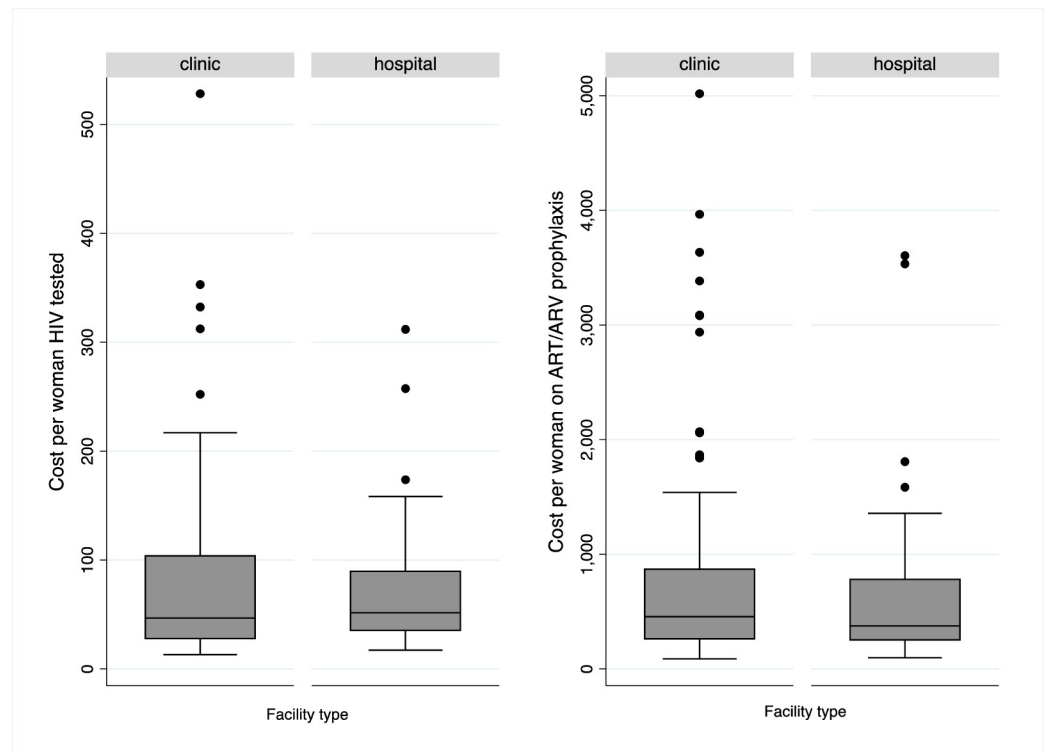 clinic
hospital
Cost per woman HIV tested
500
400
300
200
100
0
Facility type
clinic
hospital
Cost per woman on ART/ARV prophylaxis
5,000
4,000
3,000
2,000
1,000
0
Facility type